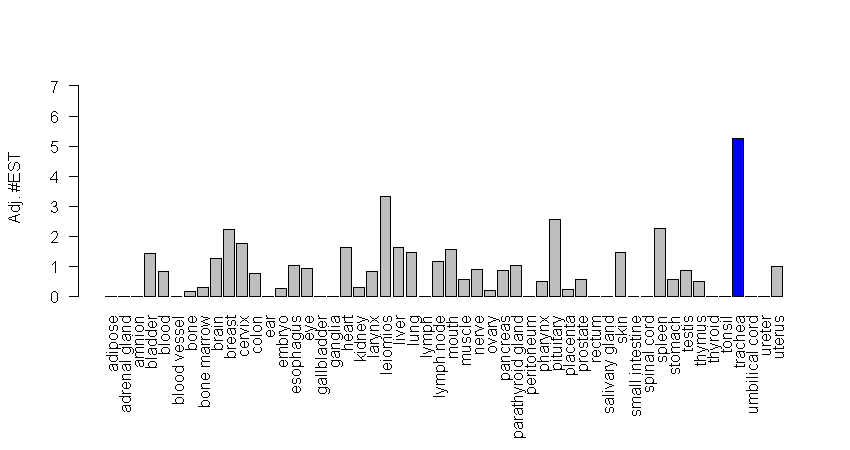 7
6
5
4
3
2
1
0
Adj. #EST
adipose
adrenal gland
amnion
bladder
blood
blood vessel
bone
bone marrow
brain
breast
cervix
colon
ear
embryo
esophagus
eye
gallbladder
ganglia
heart
kidney
larynx
leiomios
liver
lung
lymph
lymph node
mouth
muscle
nerve
ovary
pancreas
parathyroid gland
peritoneum
pharynx
pituitary
placenta
prostate
rectum
salivary gland
skin
small intestine
spinal cord
spleen
stomach
testis
thymus
thyroid
tonsil
trachea
umbilical cord
ureter
uterus